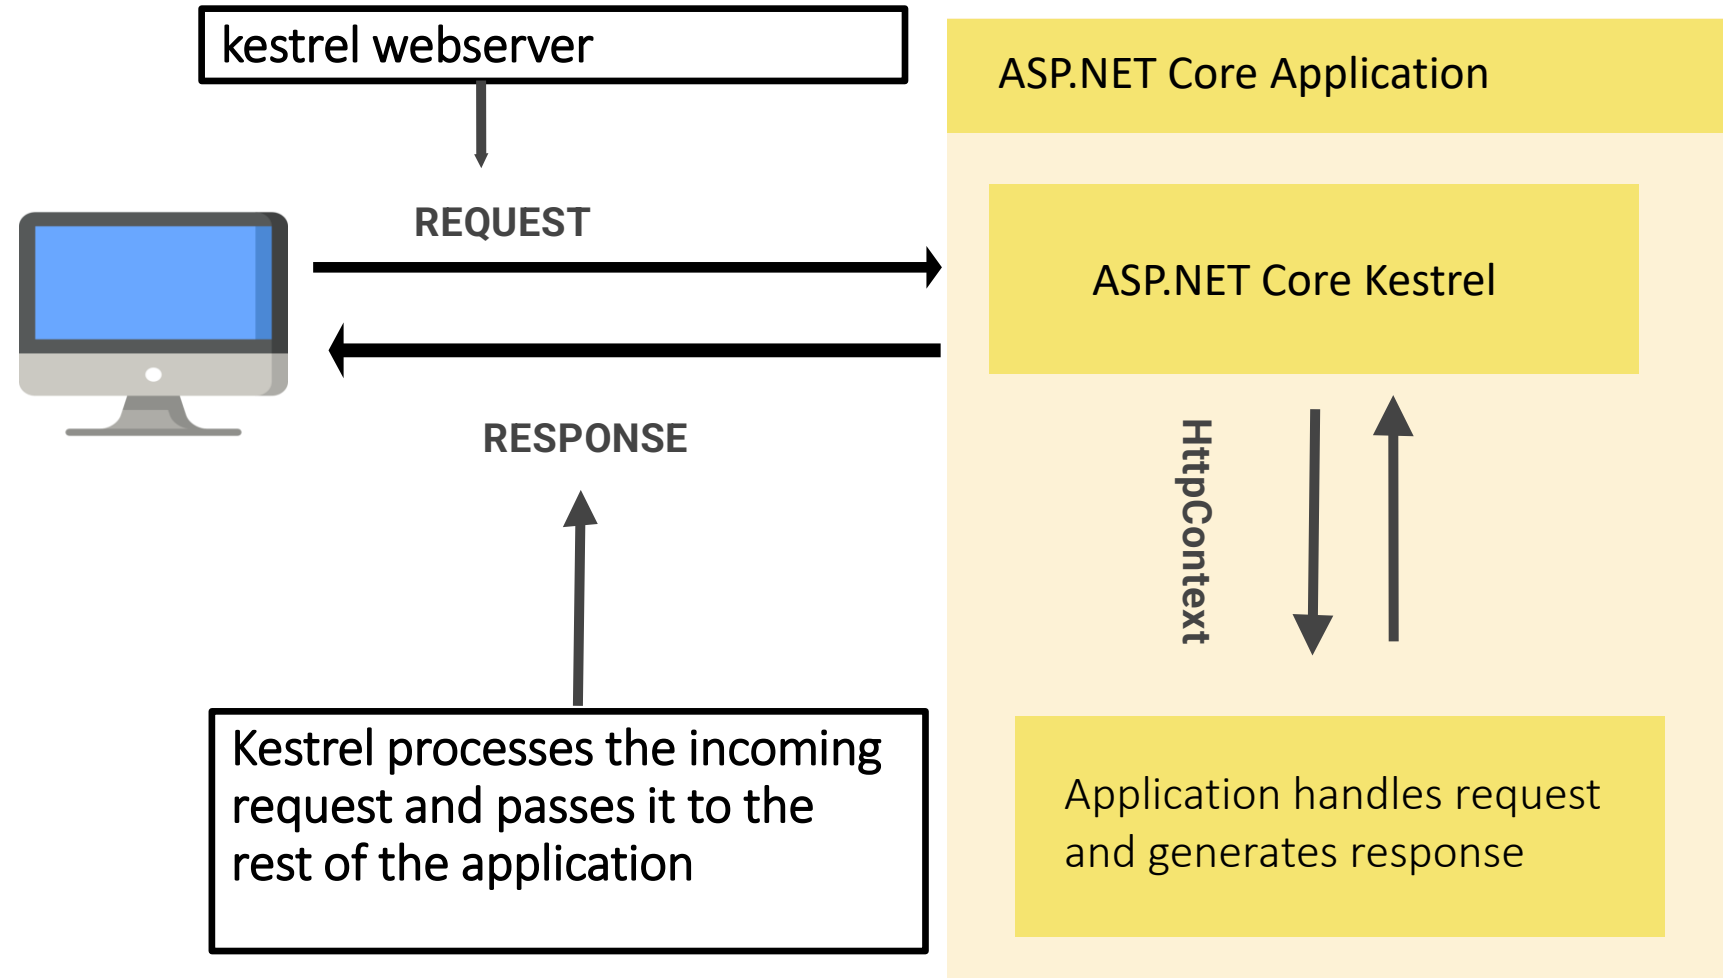 kestrel webserver
ASP.NET Core Application
REQUEST
ASP.NET Core Kestrel
RESPONSE
HttpContext
Kestrel processes the incoming
request and passes it to the
rest of the application
Application handles request
and generates response